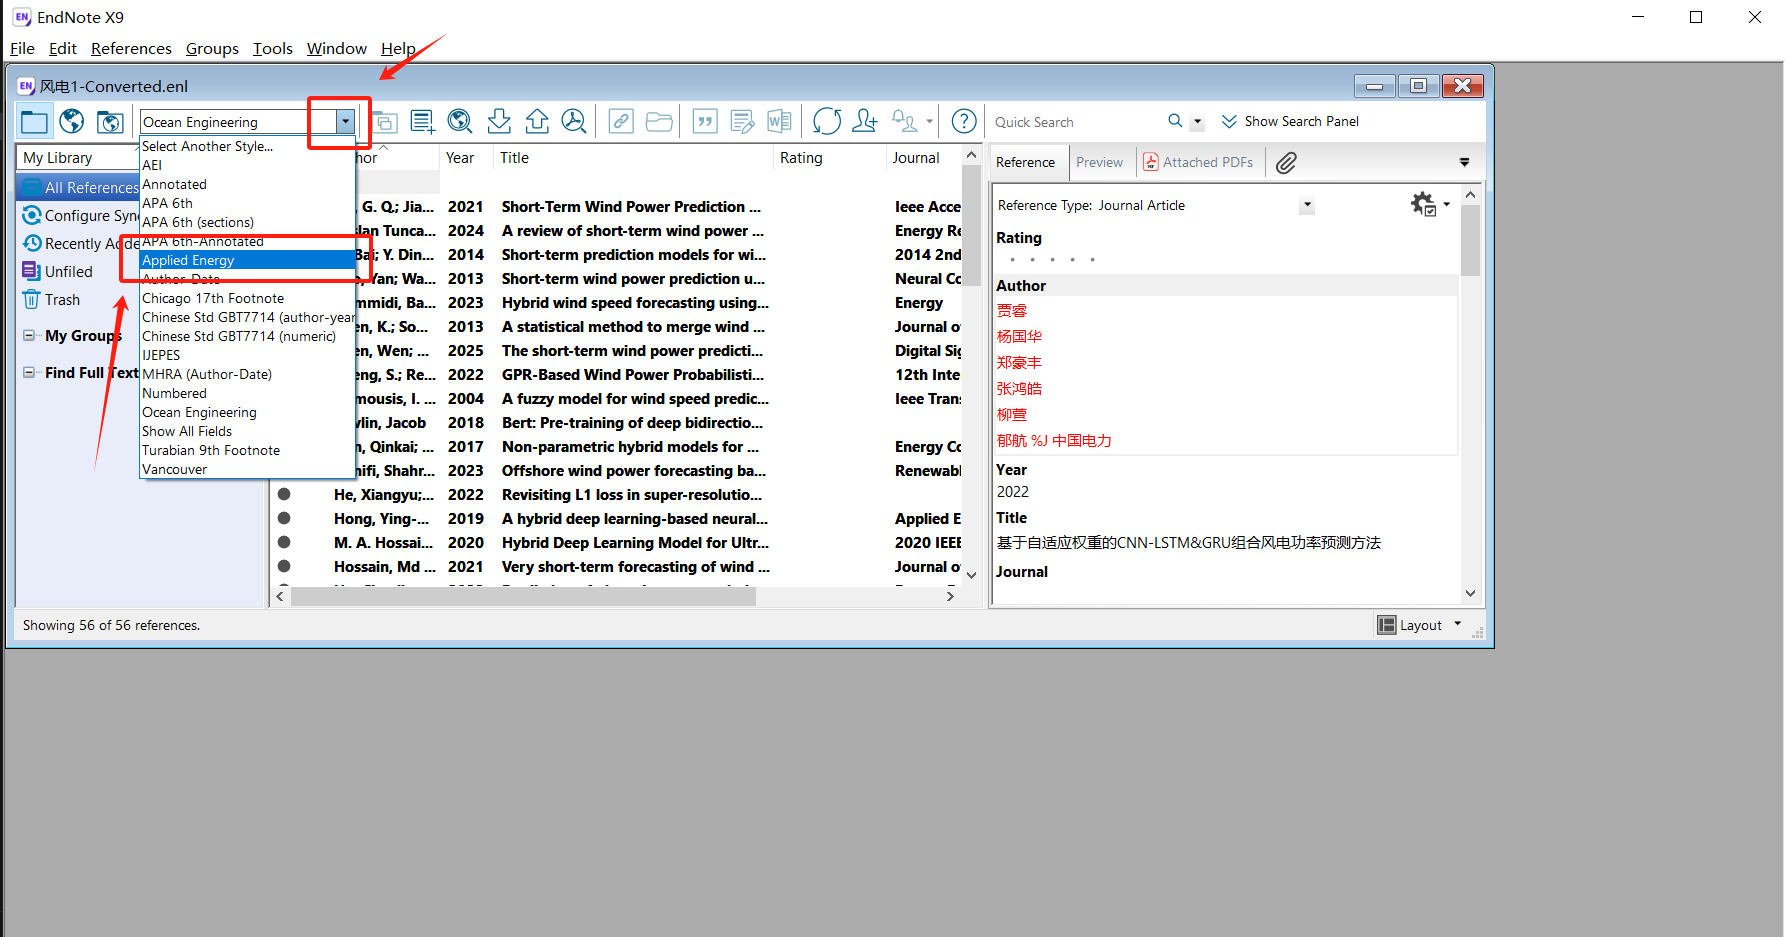 EndNote X9
File Edit References Groups Tools Window Help
风电1-Converted.enl
Ocean Engineering
Quick Search
Show Search Panel
Select Another Style...
AEI
Annotated
APA 6th
APA 6th (sections)
APA 6th-Annotated
Applied Energy
Author-Date
Chicago 17th Footnote
Chinese Std GBT7714 (author-year
Chinese Std GBT7714 (numeric)
IJEPES
MHRA (Author-Date)
Numbered
Ocean Engineering
Show All Fields
Turabian 9th Footnote
Vancouver
My Library
All References
Configure Syn
Recently Adde
Unfiled
Trash
My Groups
Find Full Text
hor Year Title Rating Journal
, G. Q.; Jia... 2021 Short-Term Wind Power Prediction ... Ieee Acce
lan Tunca... 2024 A review of short-term wind power ... Energy Re
Bai; Y. Din... 2014 Short-term prediction models for wi... 2014 2nd
, Yan; Wa... 2013 Short-term wind power prediction u... Neural Co
mmidi, Ba... 2023 Hybrid wind speed forecasting using... Energy
en, K.; So... 2013 A statistical method to merge wind ... Journal o
en, Wen; ... 2025 The short-term wind power predicti... Digital Sig
eng, S.; Re... 2022 GPR-Based Wind Power Probabilisti... 12th Inte
mousis, I. ... 2004 A fuzzy model for wind speed predic... Ieee Trans
vlin, Jacob 2018 Bert: Pre-training of deep bidirectio...
n, Qinkai; ... 2017 Non-parametric hybrid models for ... Energy Co
nifi, Shahr... 2023 Offshore wind power forecasting ba... Renewabl
He, Xiangyu;... 2022 Revisiting L1 loss in super-resolutio...
Hong, Ying-... 2019 A hybrid deep learning-based neural... Applied E
M. A. Hossai... 2020 Hybrid Deep Learning Model for Ultr... 2020 IEEE
Hossain, Md ... 2021 Very short-term forecasting of wind ... Journal o
Reference Preview Attached PDFs
Reference Type: Journal Article
Rating
Author
贾睿
杨国华
郑豪丰
张鸿皓
柳萱
郁航 %J 中国电力
Year
2022
Title
基于自适应权重的CNN-LSTM&GRU组合风电功率预测方法
Journal
Showing 56 of 56 references.
Layout